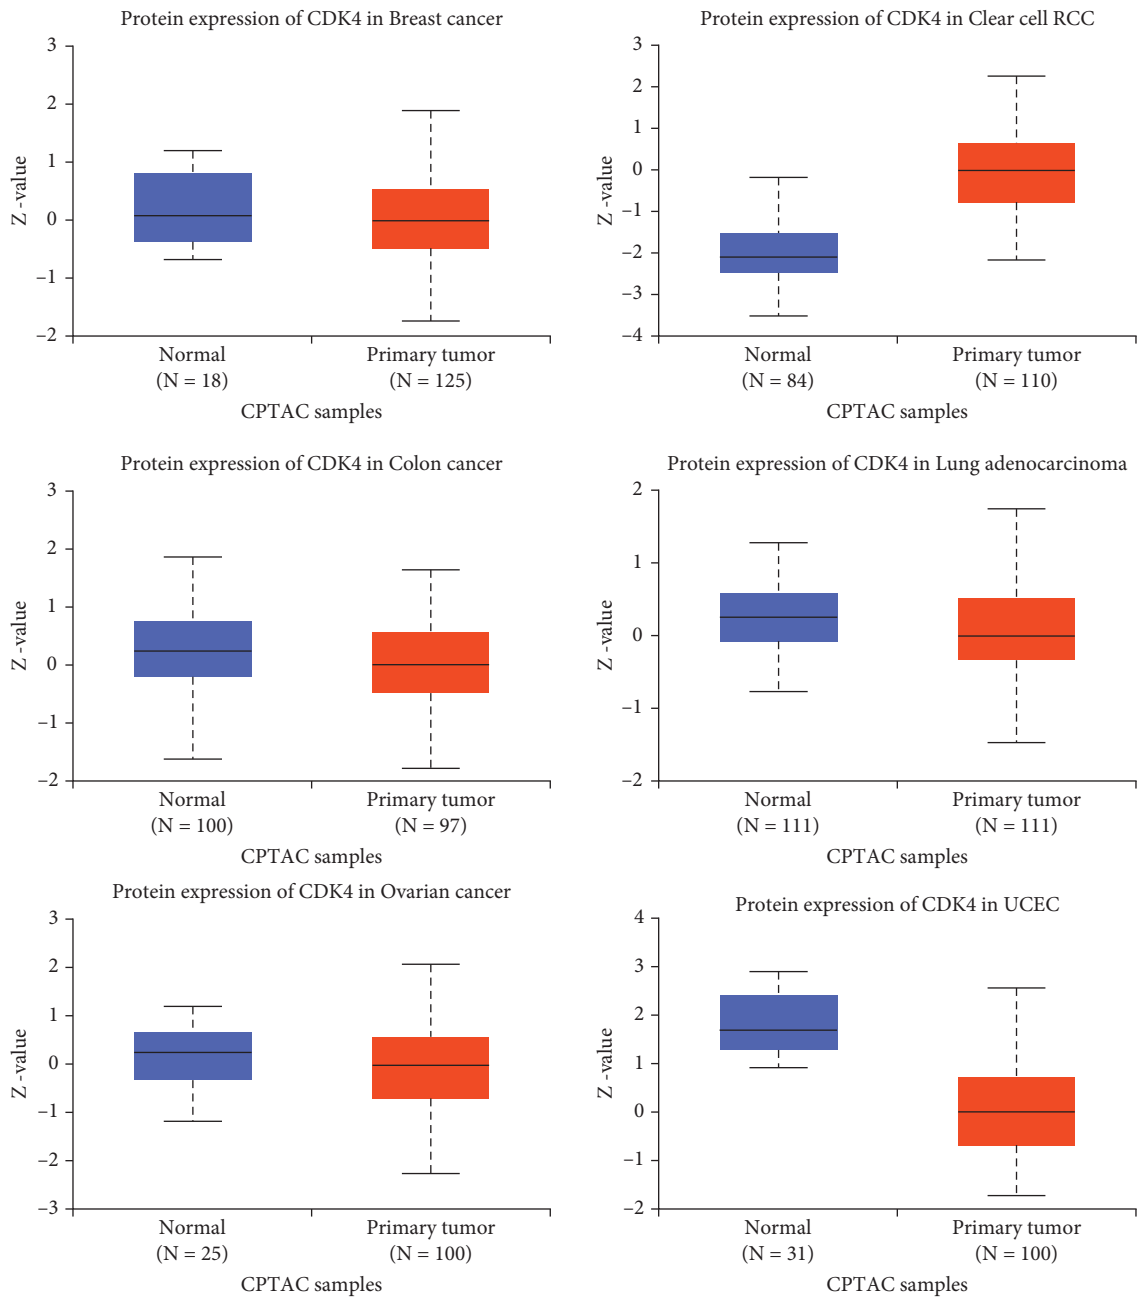 Protein expression of CDK4 in Breast cancer
3
2
1
0
–1
–2
Z -value
Normal
(N = 18)
Primary tumor
(N = 125)
CPTAC samples
Protein expression of CDK4 in Clear cell RCC
3
2
1
0
–1
–2
–3
–4
Z -value
Normal
(N = 84)
Primary tumor
(N = 110)
CPTAC samples
Protein expression of CDK4 in Colon cancer
3
2
1
0
–1
–2
Z -value
Normal
(N = 100)
Primary tumor
(N = 97)
CPTAC samples
Protein expression of CDK4 in Lung adenocarcinoma
2
1
0
–1
–2
Z -value
Normal
(N = 111)
Primary tumor
(N = 111)
CPTAC samples
Protein expression of CDK4 in Ovarian cancer
3
2
1
0
–1
–2
–3
Z -value
Normal
(N = 25)
Primary tumor
(N = 100)
CPTAC samples
Protein expression of CDK4 in UCEC
4
3
2
1
0
–1
–2
Z -value
Normal
(N = 31)
Primary tumor
(N = 100)
CPTAC samples